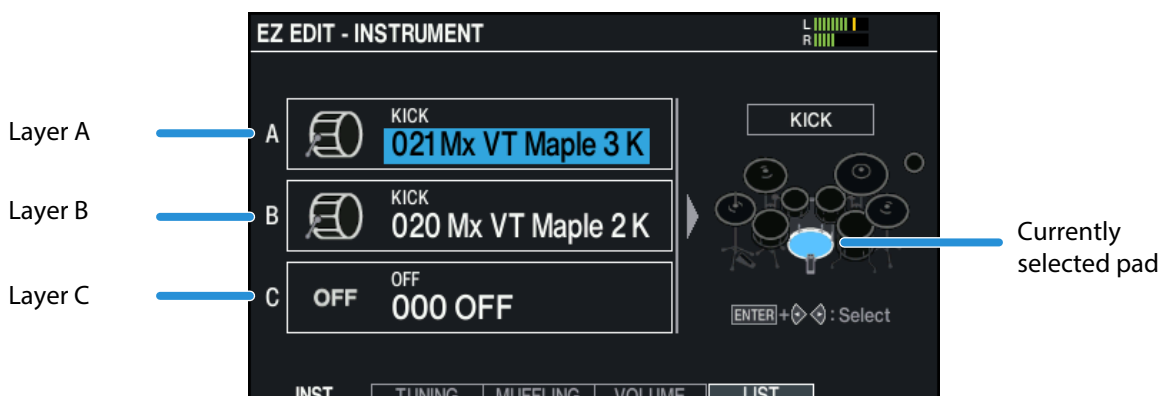 EZ EDIT - INSTRUMENT
L
R
Layer A
A
KICK
021 Mx VT Maple 3 K
KICK
Layer B
B
KICK
020 Mx VT Maple 2 K
Currently
selected pad
Layer C
C
OFF
OFF
000 OFF
ENTER + : Select
INST
TUNING
MUFFLING
VOLUME
LIST